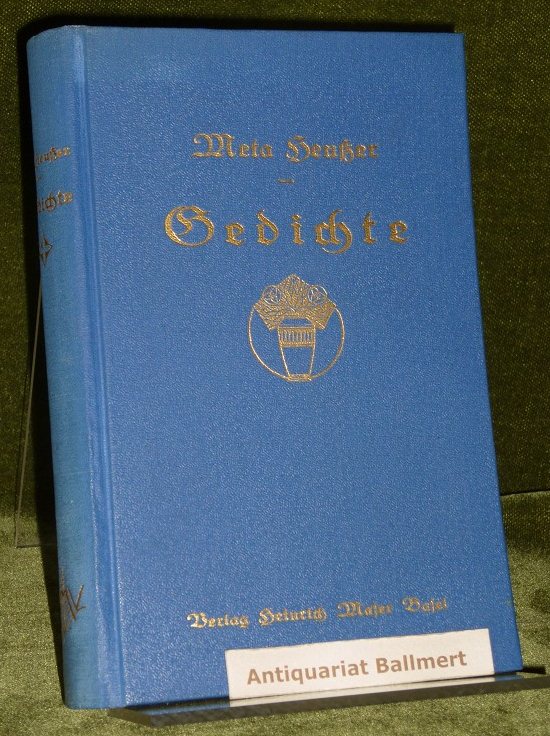 Meta Heußer
Gedichte
Verlag Heinrich Majer Basel
Antiquariat Ballmert